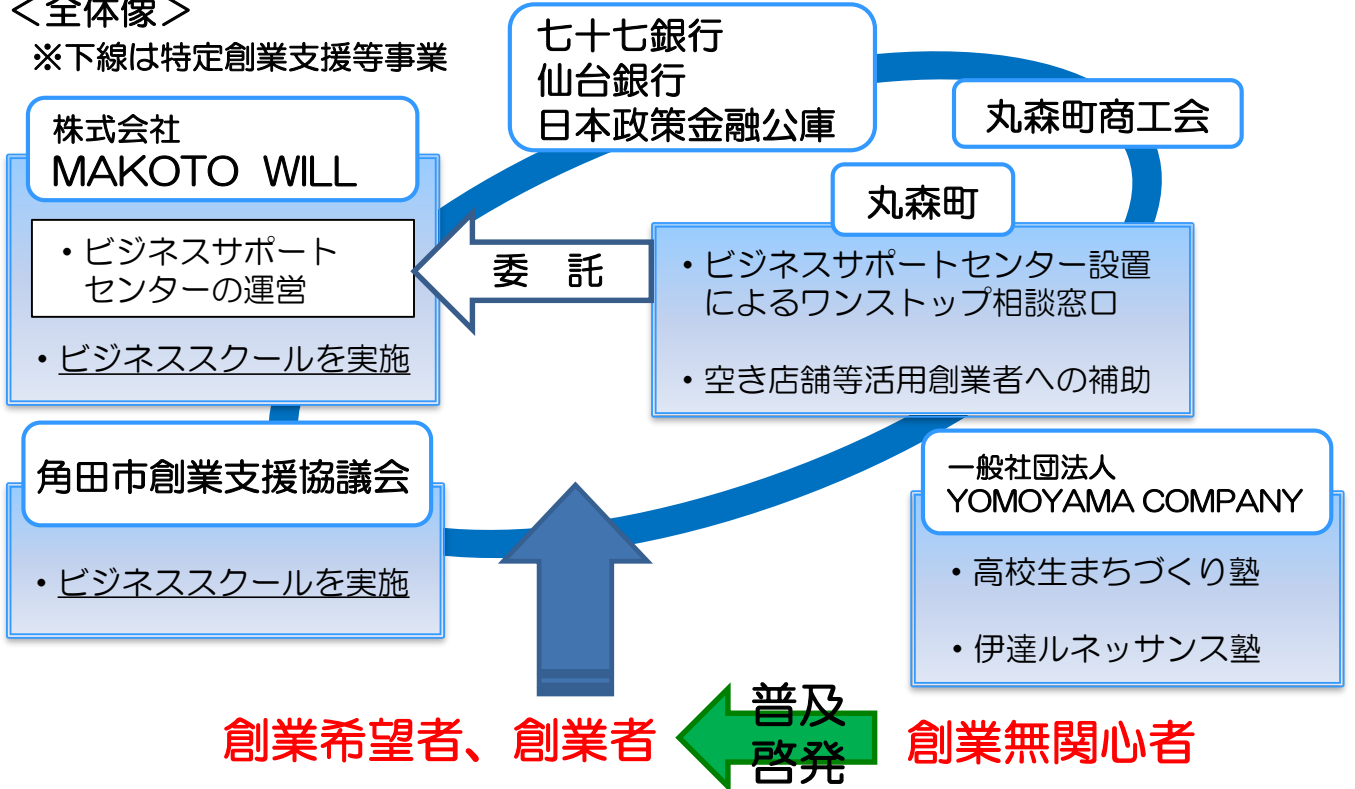 ＜全体像＞
※下線は特定創業支援等事業
七十七銀行
仙台銀行
日本政策金融公庫
丸森町商工会
株式会社
MAKOTO WILL
・ビジネスサポート
センターの運営
・ビジネススクールを実施
委 託
丸森町
・ビジネスサポートセンター設置
によるワンストップ相談窓口
・空き店舗等活用創業者への補助
角田市創業支援協議会
・ビジネススクールを実施
一般社団法人
YOMOYAMA COMPANY
・高校生まちづくり塾
・伊達ルネッサンス塾
創業希望者、創業者
普及
啓発
創業無関心者